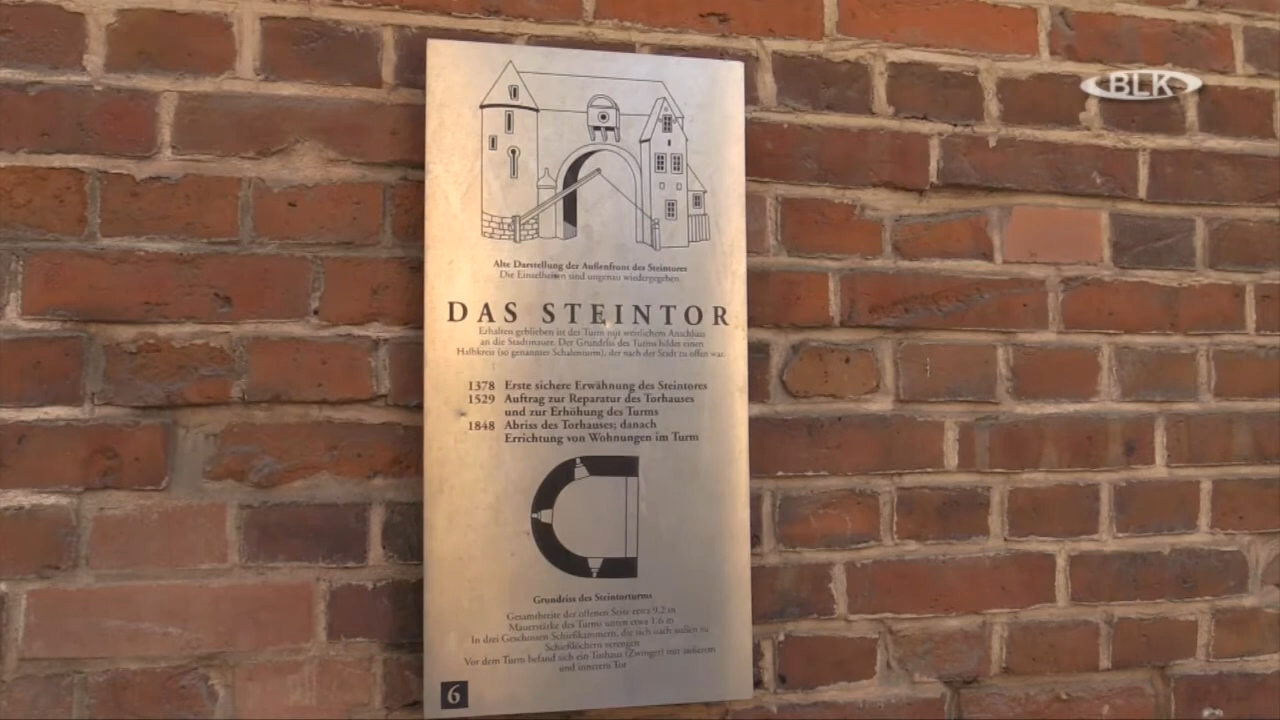 BLK
Alte Darstellung der Außenfront des Steintores
Die Einzelheiten sind ungenau wiedergegeben.
DAS STEINTOR
Erhalten geblieben ist der Turm mit westlichem Anschluss
an die Stadtmauer. Der Grundriss des Turms bildet einen
Halbkreis (so genannter Schalenturm), der nach der Stadt zu offen war.
1378 Erste sichere Erwähnung des Steintores
1529 Auftrag zur Reparatur des Torhauses
und zur Erhöhung des Turms
1848 Abriss des Torhauses; danach
Errichtung von Wohnungen im Turm
Grundriss des Steintorturms
Gesamtbreite der offenen Seite etwa 9,2 m
Mauerstärke des Turms unten etwa 1,6 m
In drei Geschossen Schießkammern, die sich nach außen zu
Schießlöchern verengen
Vor dem Turm befand sich ein Torhaus (Zwinger) mit äußerem
und innerem Tor
6